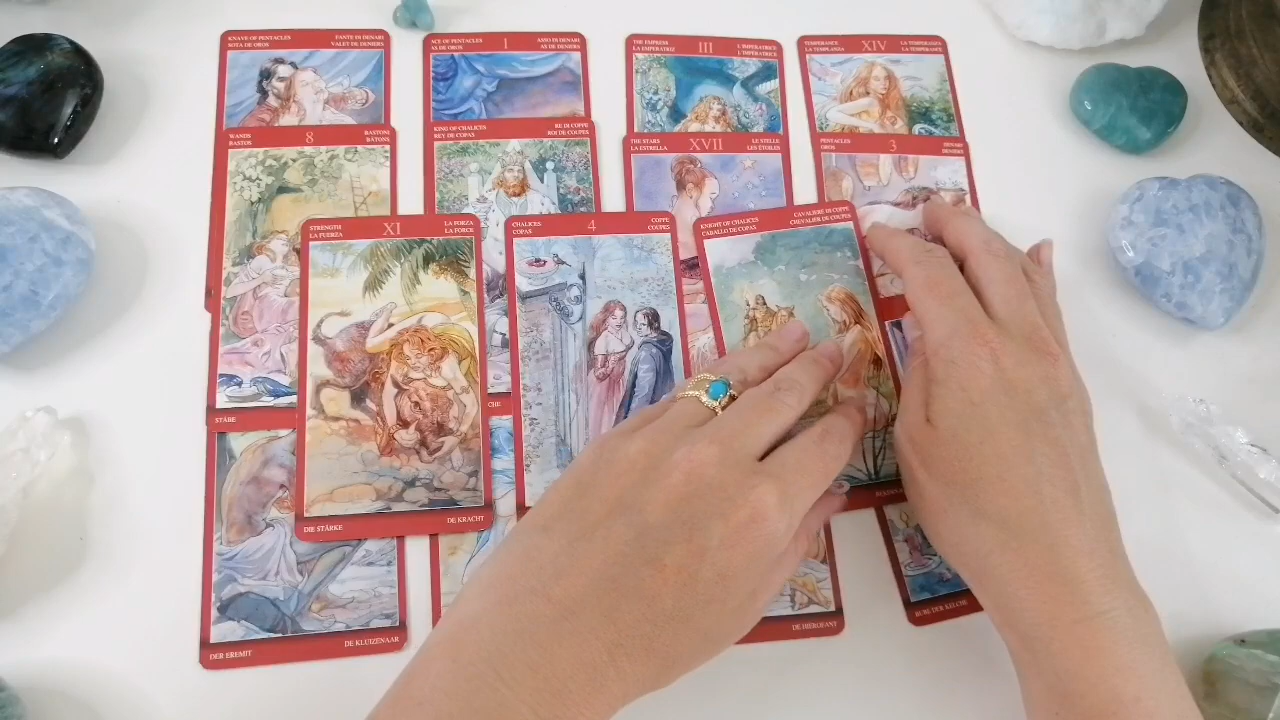 KNAVE OF PENTACLES
SOTA DE OROS
FANTE DI DENARI
VALET DE DENIERS
ACE OF PENTACLES
AS DE OROS
1
ASSO DI DENARI
AS DE DENIERS
THE EMPRESS
LA EMPERATRIZ
III
L'IMPERATRICE
L'IMPÉRATRICE
TEMPERANCE
LA TEMPLANZA
XIV
LA TEMPERANZA
LA TEMPERANCE
WANDS
BASTOS
8
BASTONI
BÂTONS
KING OF CHALICES
REY DE COPAS
RE DI COPPE
ROI DE COUPES
THE STARS
LA ESTRELLA
XVII
LE STELLE
LES ÉTOILES
PENTACLES
OROS
3
DENARI
DENIERS
STRENGTH
LA FUERZA
XI
LA FORZA
LA FORCE
CHALICES
COPAS
4
COPPE
COUPES
KNIGHT OF CHALICES
CABALLO DE COPAS
CAVALIERE DI COPPE
CHEVALIER DE COUPES
STÄBE
CHE
DIE STÄRKE
DE KRACHT
DER EREMIT
DE KLUIZENAAR
DE HIEROFANT
BUBE DER KELCHE